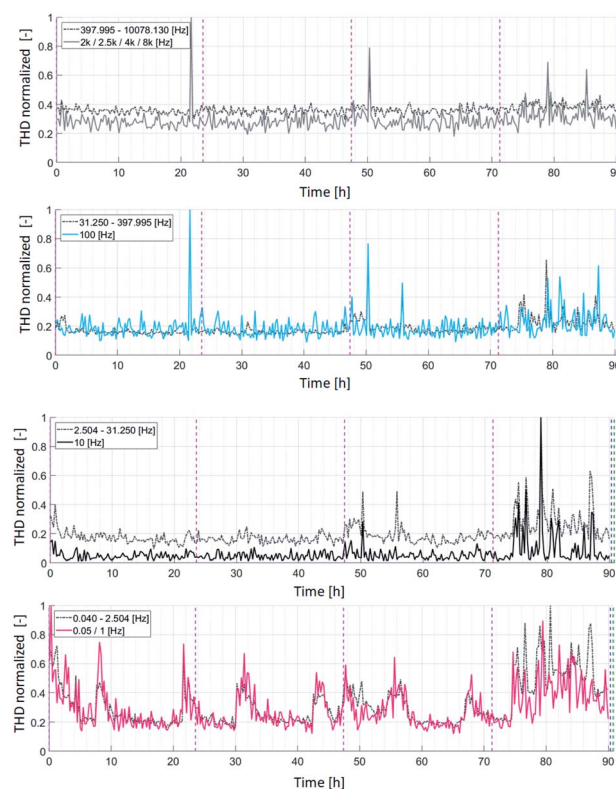 THD normalized [-]
1
0.8
0.6
0.4
0.2
0
397.995 - 10078.130 [Hz]
2k / 2.5k / 4k / 8k [Hz]
0 10 20 30 40 50 60 70 80 90
Time [h]
THD normalized [-]
1
0.8
0.6
0.4
0.2
0
31.250 - 397.995 [Hz]
100 [Hz]
0 10 20 30 40 50 60 70 80 90
Time [h]
THD normalized [-]
1
0.8
0.6
0.4
0.2
0
2.504 - 31.250 [Hz]
10 [Hz]
0 10 20 30 40 50 60 70 80 90
Time [h]
THD normalized [-]
1
0.8
0.6
0.4
0.2
0
0.040 - 2.504 [Hz]
0.05 / 1 [Hz]
0 10 20 30 40 50 60 70 80 90
Time [h]